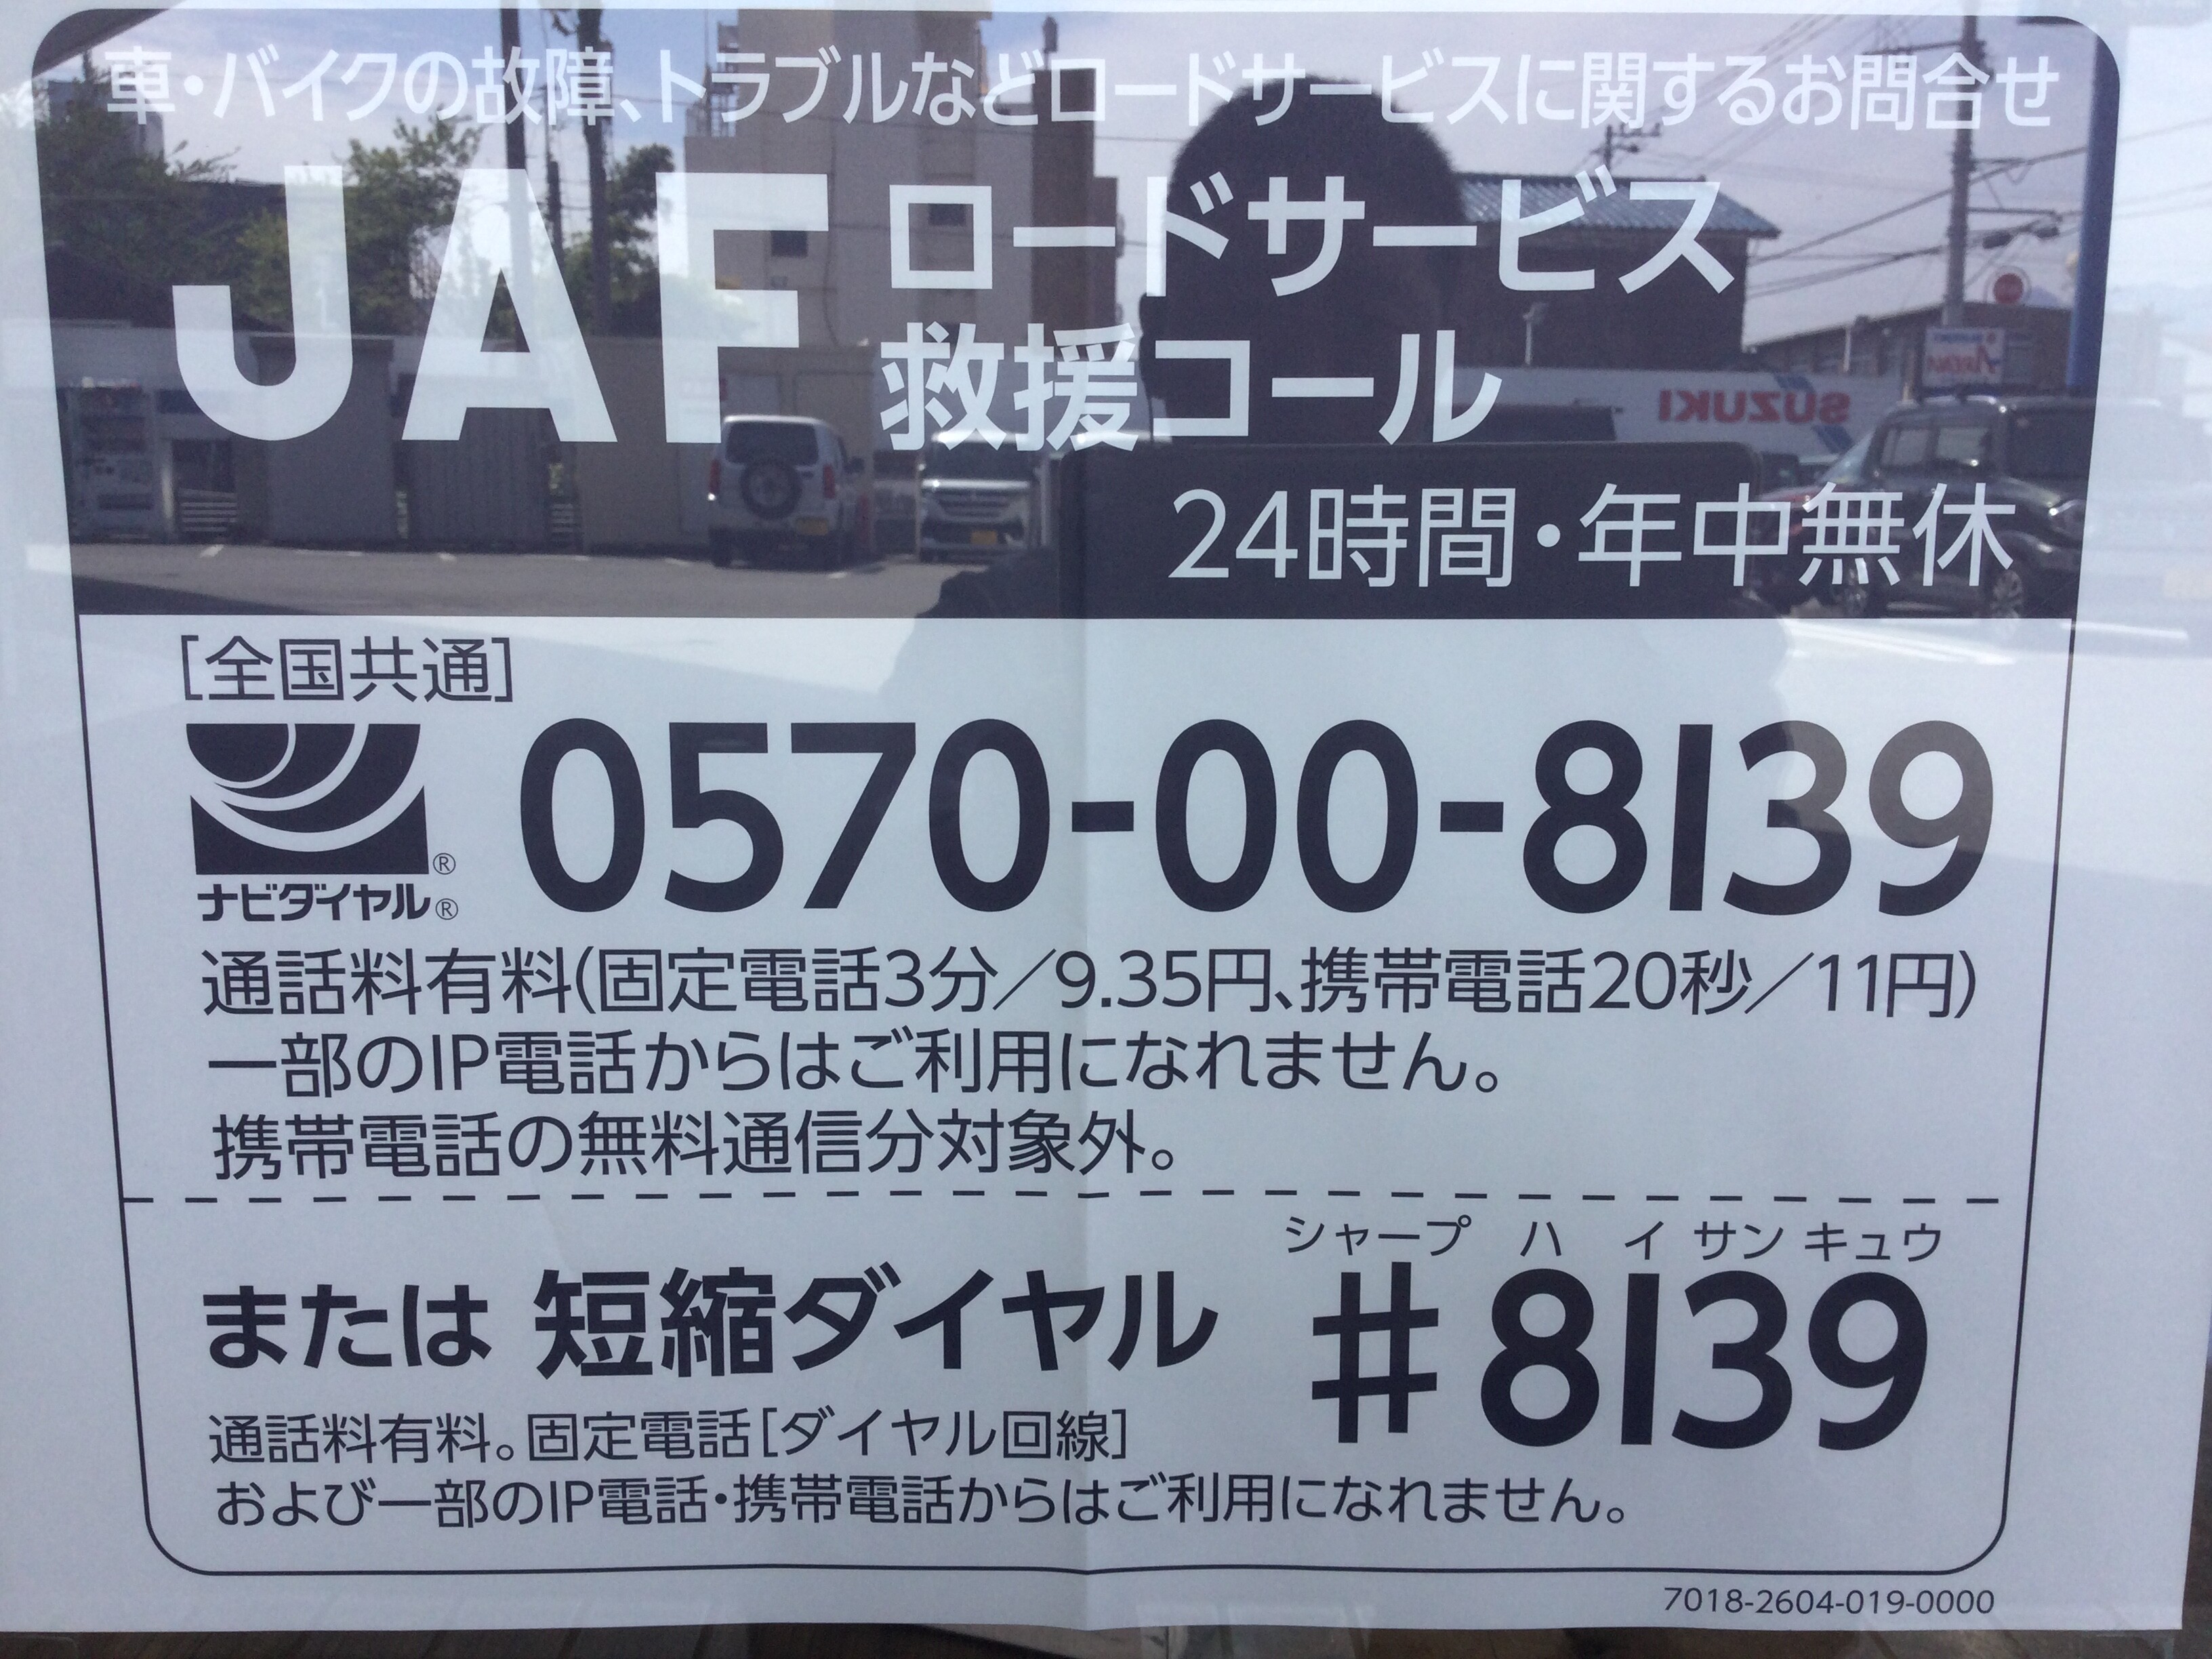 車・バイクの故障、トラブルなどロードサービスに関するお問合せ
JAF
ロードサービス
救援コール
24時間・年中無休
SUZUKI
[全国共通]
ナビダイヤル®
0570-00-8139
通話料有料(固定電話3分/9.35円、携帯電話20秒/11円)
一部のIP電話からはご利用になれません。
携帯電話の無料通信分対象外。
シャープ ハ イ サン キュウ
または 短縮ダイヤル #8139
通話料有料。固定電話[ダイヤル回線]
および一部のIP電話・携帯電話からはご利用になれません。
7018-2604-019-0000